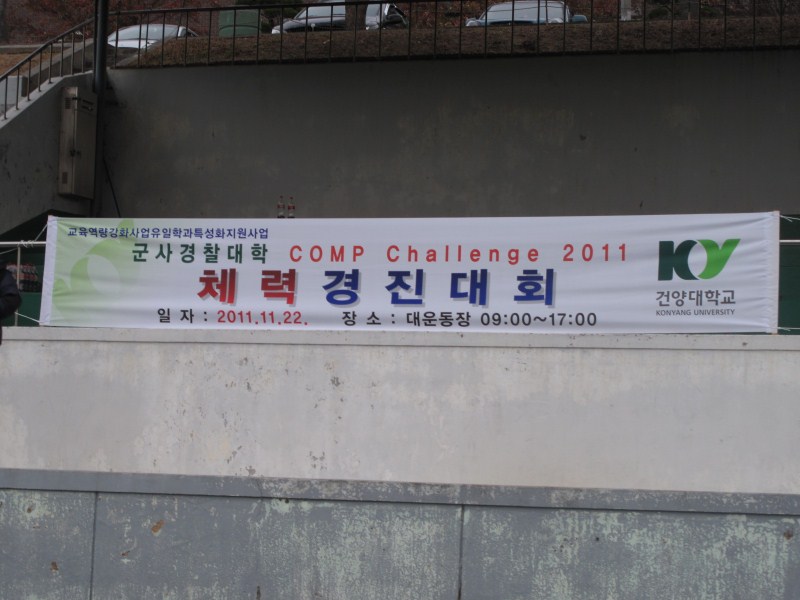 교육역량강화사업유일학과특성화지원사업
군사경찰대학 COMP Challenge 2011
체력경진대회
일 자 : 2011.11.22. 장 소 : 대운동장 09:00~17:00
KY
건양대학교
KONYANG UNIVERSITY